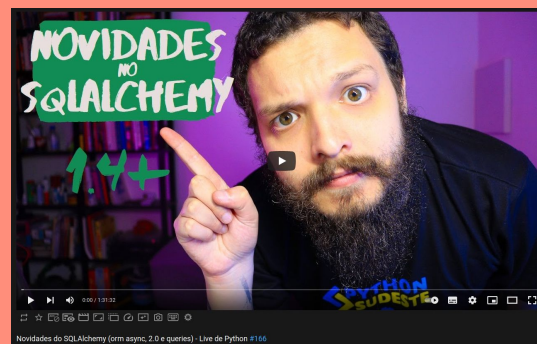 NOVIDADES
NO
SQLALCHEMY
1.4+
PYTHON
SUDESTE
0:00 / 1:31:32
Novidades do SQLAlchemy (orm async, 2.0 e queries) - Live de Python #166